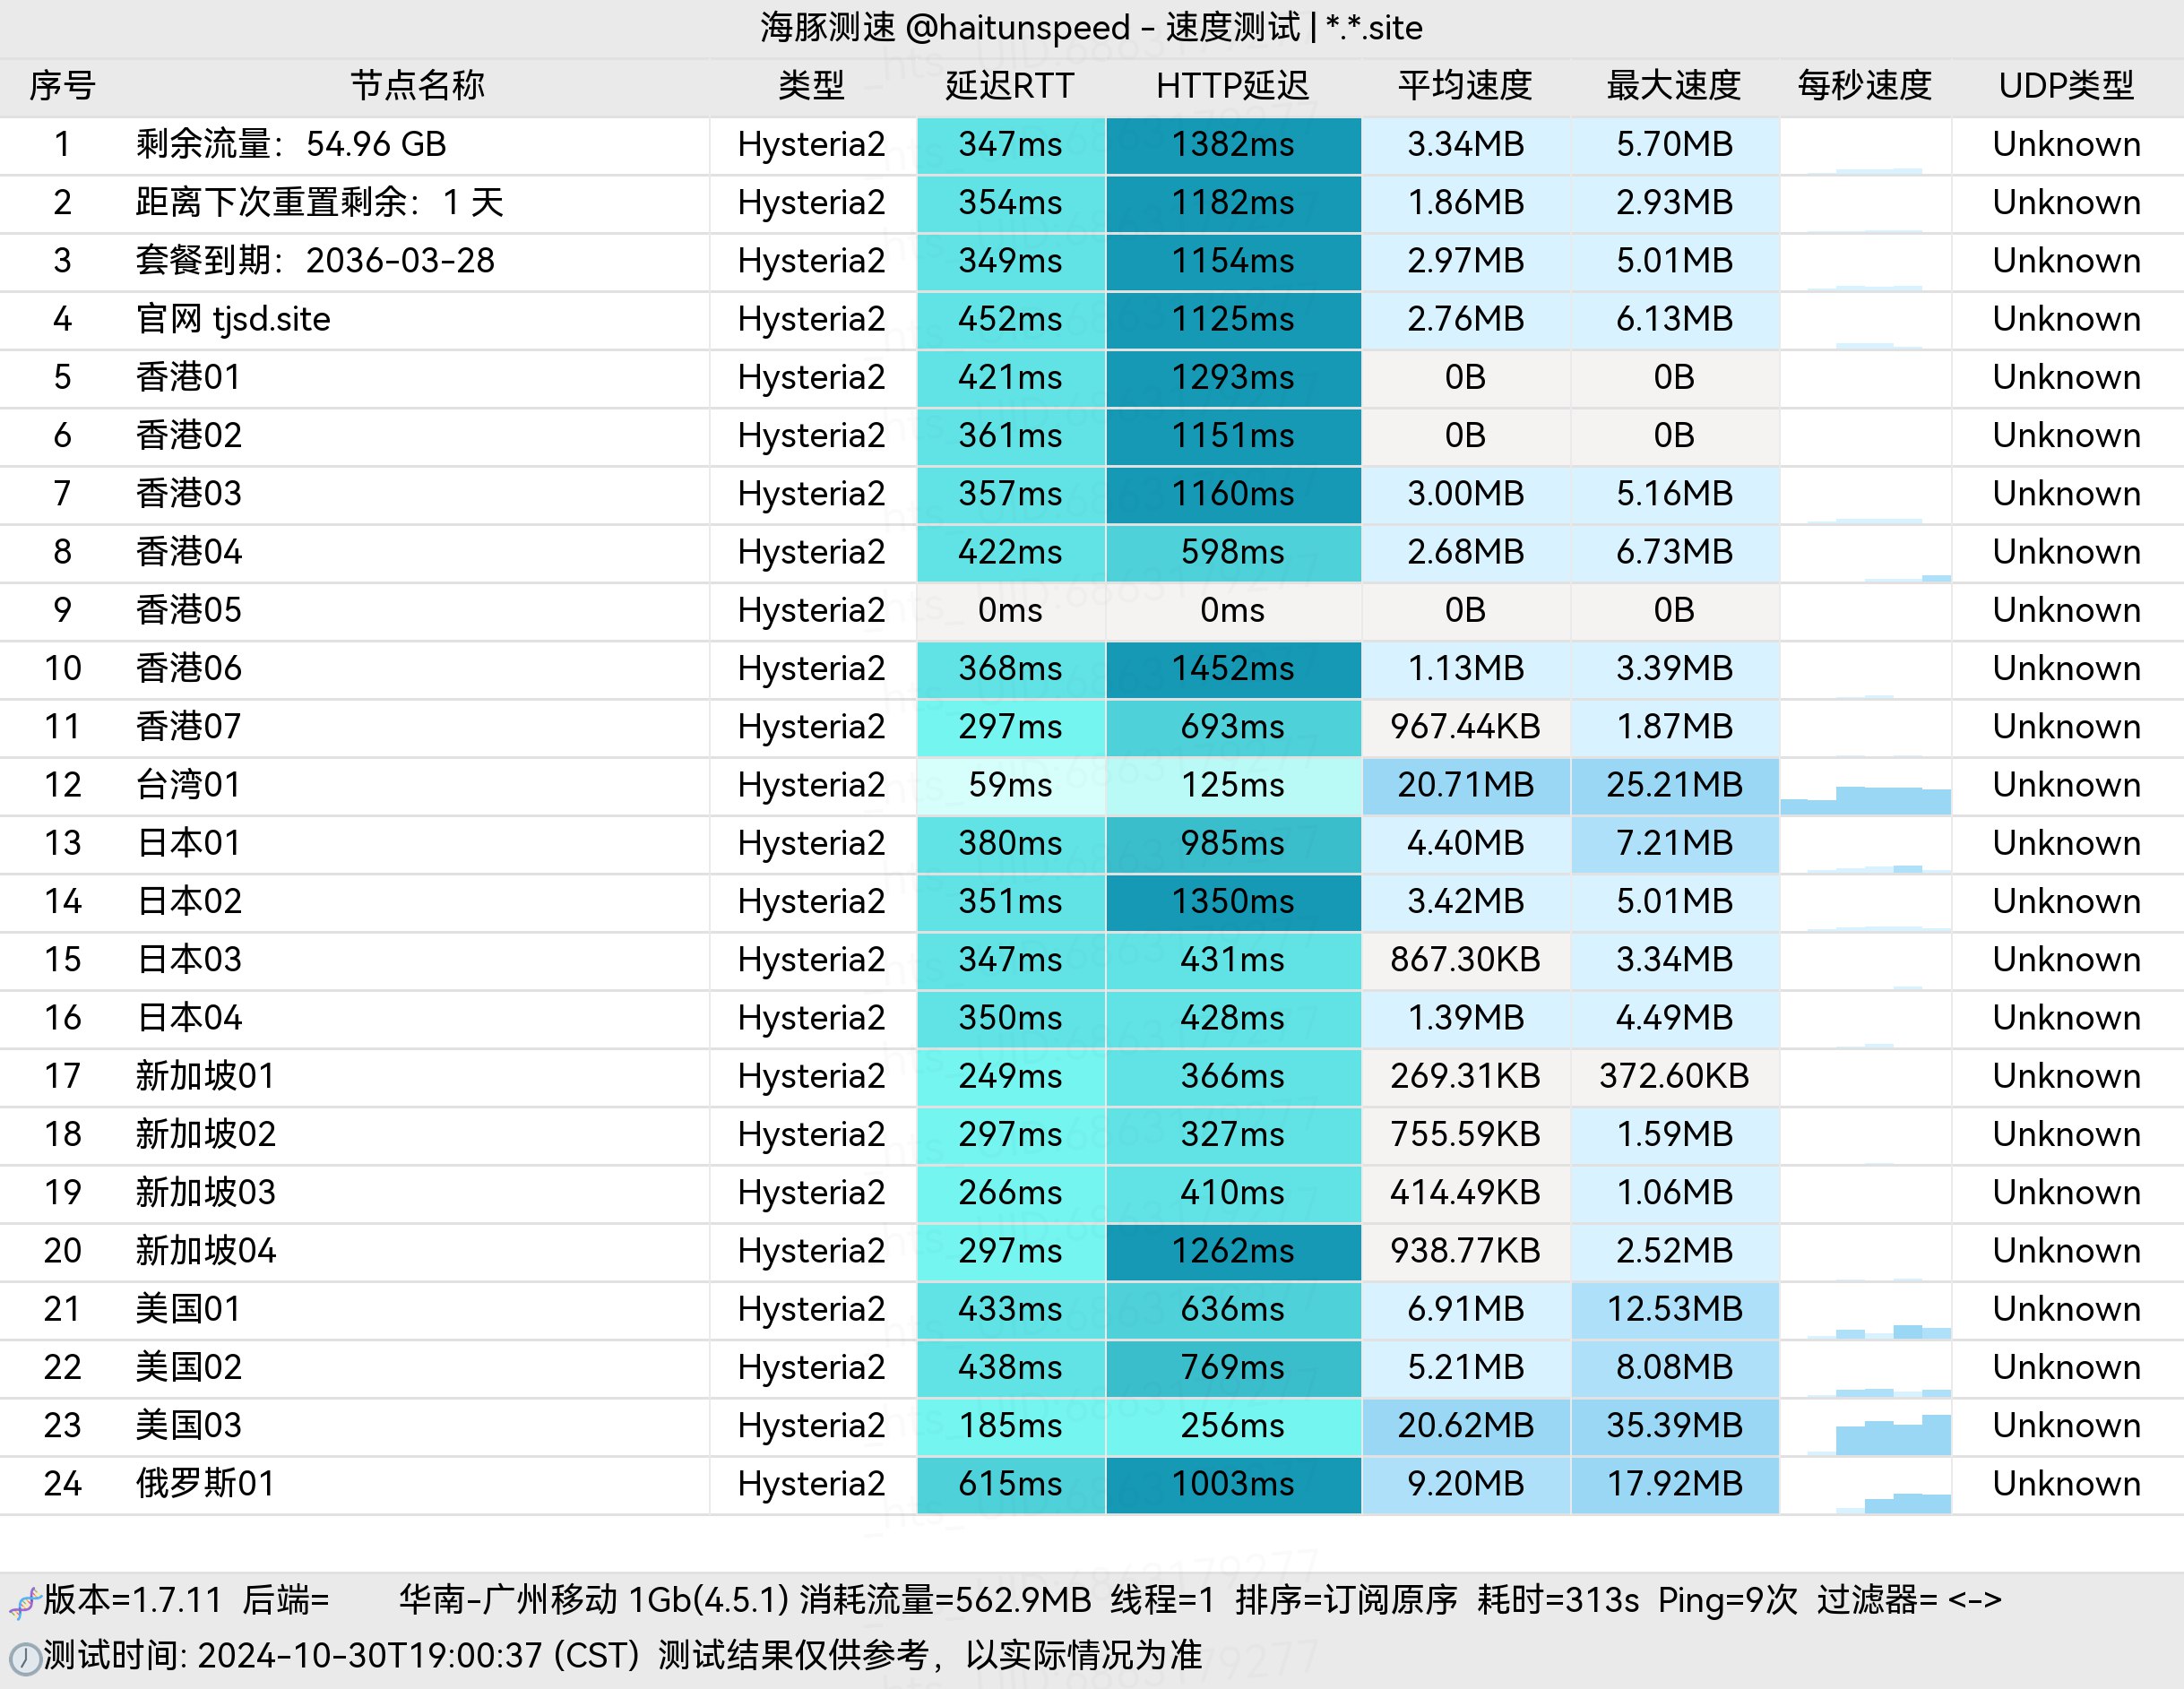 海豚测速 @haitunspeed - 速度测试 | *.*.site
序号 节点名称 类型 延迟RTT HTTP延迟 平均速度 最大速度 每秒速度 UDP类型
1 剩余流量：54.96 GB Hysteria2 347ms 1382ms 3.34MB 5.70MB Unknown
2 距离下次重置剩余：1 天 Hysteria2 354ms 1182ms 1.86MB 2.93MB Unknown
3 套餐到期：2036-03-28 Hysteria2 349ms 1154ms 2.97MB 5.01MB Unknown
4 官网 tjsd.site Hysteria2 452ms 1125ms 2.76MB 6.13MB Unknown
5 香港01 Hysteria2 421ms 1293ms 0B 0B Unknown
6 香港02 Hysteria2 361ms 1151ms 0B 0B Unknown
7 香港03 Hysteria2 357ms 1160ms 3.00MB 5.16MB Unknown
8 香港04 Hysteria2 422ms 598ms 2.68MB 6.73MB Unknown
9 香港05 Hysteria2 0ms 0ms 0B 0B Unknown
10 香港06 Hysteria2 368ms 1452ms 1.13MB 3.39MB Unknown
11 香港07 Hysteria2 297ms 693ms 967.44KB 1.87MB Unknown
12 台湾01 Hysteria2 59ms 125ms 20.71MB 25.21MB Unknown
13 日本01 Hysteria2 380ms 985ms 4.40MB 7.21MB Unknown
14 日本02 Hysteria2 351ms 1350ms 3.42MB 5.01MB Unknown
15 日本03 Hysteria2 347ms 431ms 867.30KB 3.34MB Unknown
16 日本04 Hysteria2 350ms 428ms 1.39MB 4.49MB Unknown
17 新加坡01 Hysteria2 249ms 366ms 269.31KB 372.60KB Unknown
18 新加坡02 Hysteria2 297ms 327ms 755.59KB 1.59MB Unknown
19 新加坡03 Hysteria2 266ms 410ms 414.49KB 1.06MB Unknown
20 新加坡04 Hysteria2 297ms 1262ms 938.77KB 2.52MB Unknown
21 美国01 Hysteria2 433ms 636ms 6.91MB 12.53MB Unknown
22 美国02 Hysteria2 438ms 769ms 5.21MB 8.08MB Unknown
23 美国03 Hysteria2 185ms 256ms 20.62MB 35.39MB Unknown
24 俄罗斯01 Hysteria2 615ms 1003ms 9.20MB 17.92MB Unknown
版本=1.7.11 后端= 华南-广州移动 1Gb(4.5.1) 消耗流量=562.9MB 线程=1 排序=订阅原序 耗时=313s Ping=9次 过滤器= <->
测试时间: 2024-10-30T19:00:37 (CST) 测试结果仅供参考，以实际情况为准